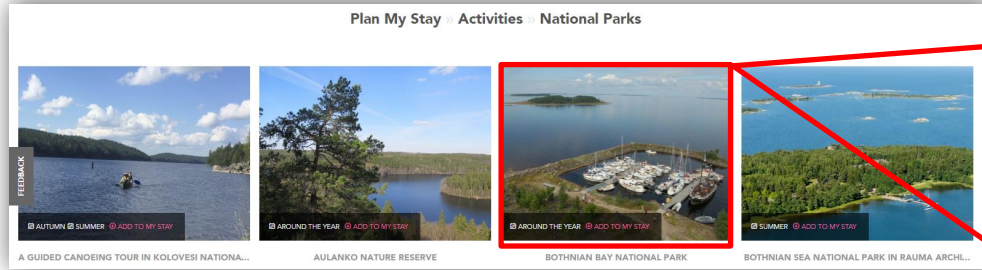 Plan My Stay » Activities » National Parks
FEEDBACK
AUTUMN SUMMER ADD TO MY STAY
AROUND THE YEAR ADD TO MY STAY
AROUND THE YEAR ADD TO MY STAY
SUMMER ADD TO MY STAY
A GUIDED CANOEING TOUR IN KOLOVESI NATIONA...
AULANKO NATURE RESERVE
BOTHNIAN BAY NATIONAL PARK
BOTHNIAN SEA NATIONAL PARK IN RAUMA ARCHI...